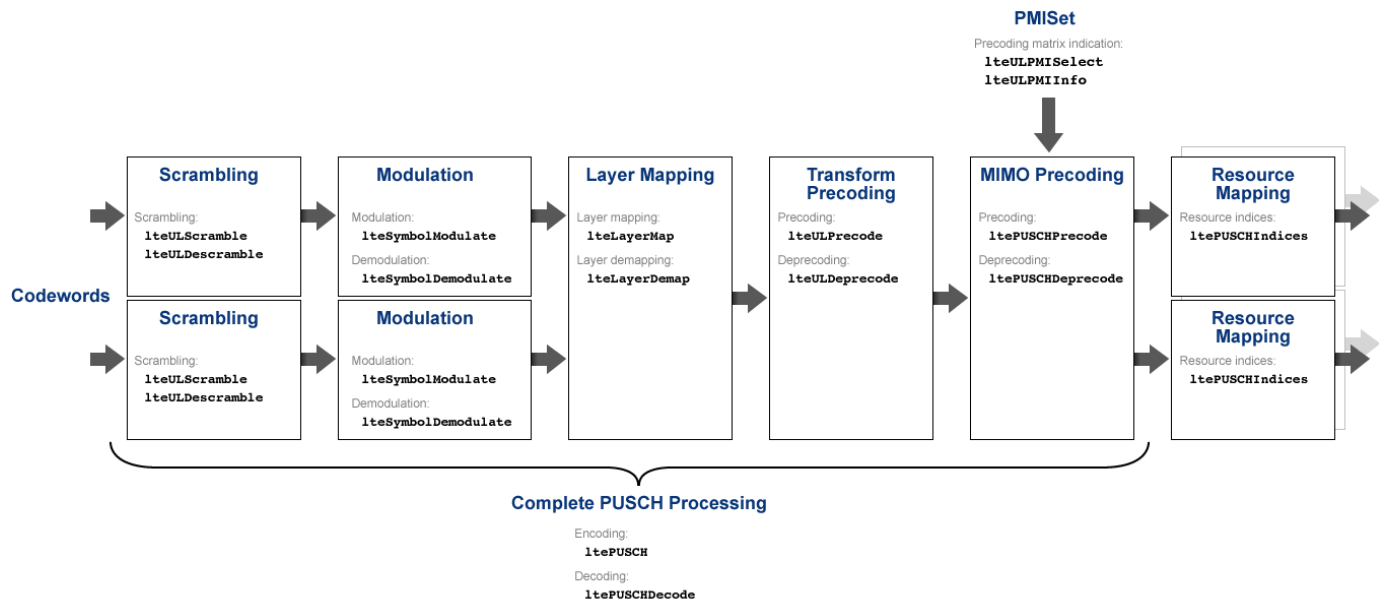 PMISet
Precoding matrix indication:
lteULPMISelect
lteULPMIInfo
Codewords
Scrambling
Scrambling:
lteULScramble
lteULDescramble
Modulation
Modulation:
lteSymbolModulate
Demodulation:
lteSymbolDemodulate
Layer Mapping
Layer mapping:
lteLayerMap
Layer demapping:
lteLayerDemap
Transform
Precoding
Precoding:
lteULPrecode
Deprecoding:
lteULDeprecode
MIMO Precoding
Precoding:
ltePUSCHPrecode
Deprecoding:
ltePUSCHDeprecode
Resource
Mapping
Resource indices:
ltePUSCHIndices
Scrambling
Scrambling:
lteULScramble
lteULDescramble
Modulation
Modulation:
lteSymbolModulate
Demodulation:
lteSymbolDemodulate
Resource
Mapping
Resource indices:
ltePUSCHIndices
Complete PUSCH Processing
Encoding:
ltePUSCH
Decoding:
ltePUSCHDecode